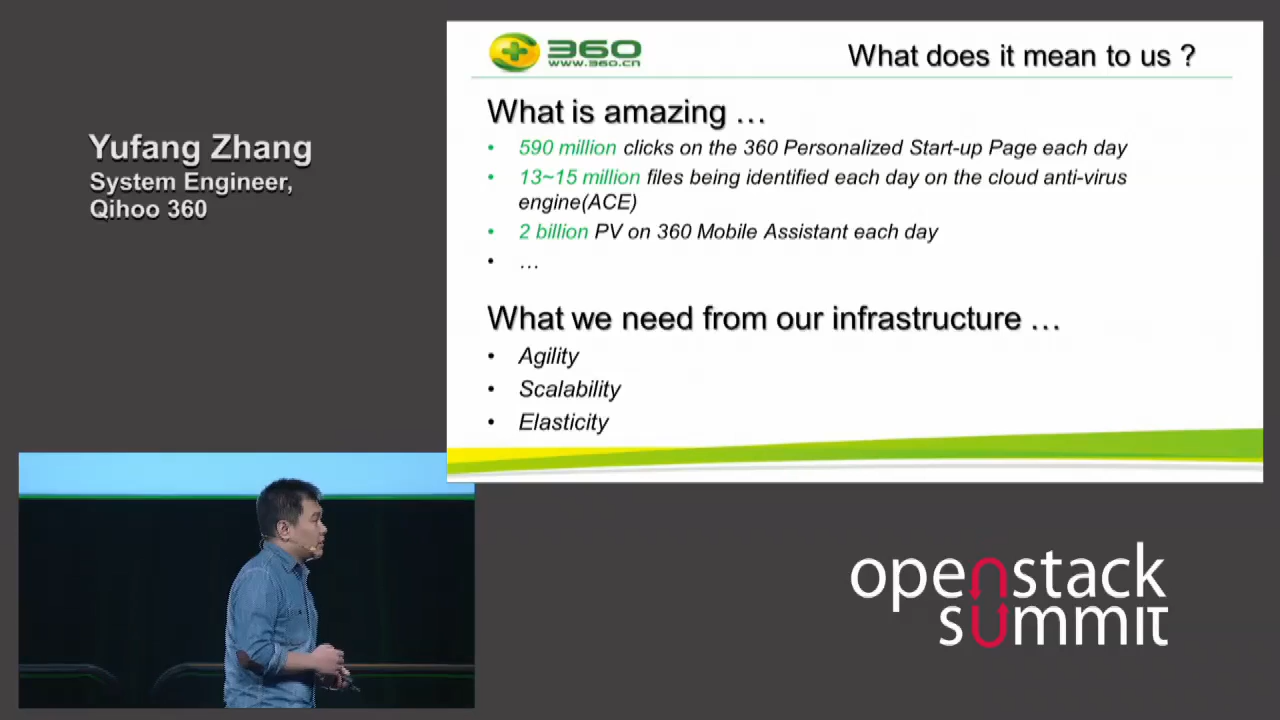 Yufang Zhang
System Engineer,
Qihoo 360
360
www.360.cn
What does it mean to us ?
What is amazing …
• 590 million clicks on the 360 Personalized Start-up Page each day
• 13~15 million files being identified each day on the cloud anti-virus
engine(ACE)
• 2 billion PV on 360 Mobile Assistant each day
• …
What we need from our infrastructure …
• Agility
• Scalability
• Elasticity
openstack
summit